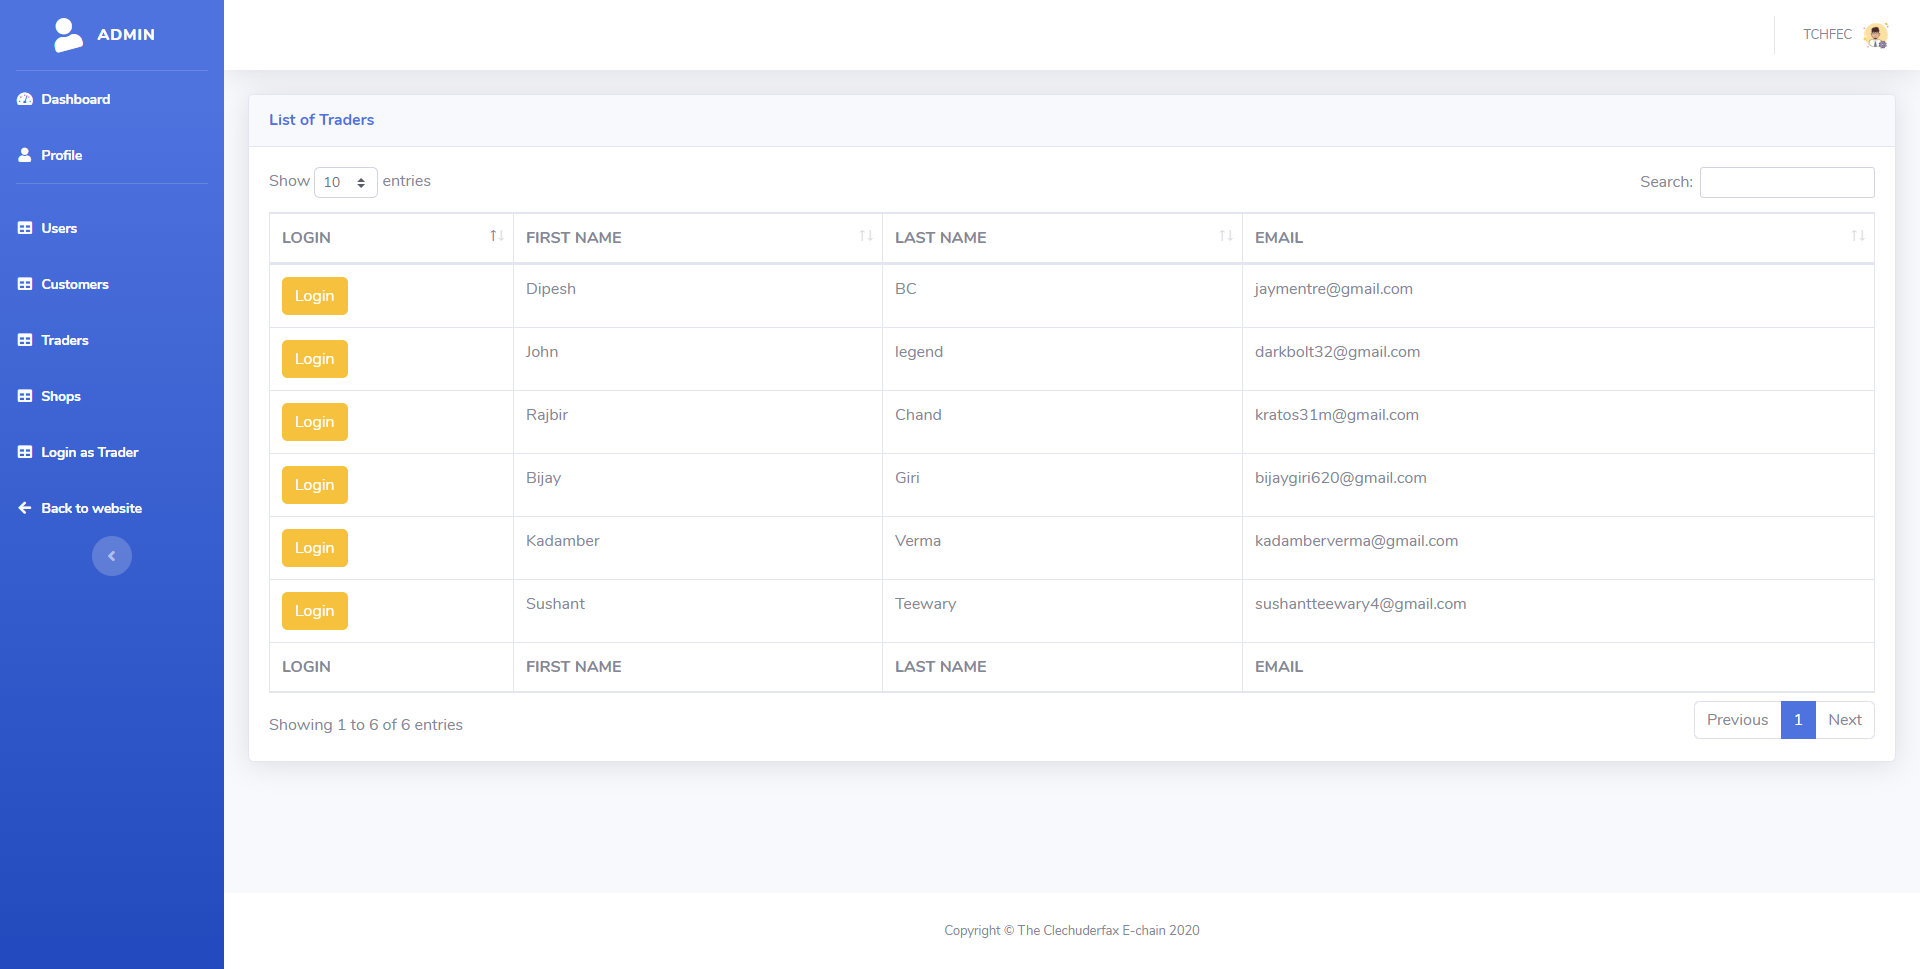 ADMIN
TCHFEC
Dashboard
Profile
Users
Customers
Traders
Shops
Login as Trader
Back to website
List of Traders
Show 10 entries
Search:
LOGIN FIRST NAME LAST NAME EMAIL
Login Dipesh BC jaymentre@gmail.com
Login John legend darkbolt32@gmail.com
Login Rajbir Chand kratos31m@gmail.com
Login Bijay Giri bijaygiri620@gmail.com
Login Kadamber Verma kadamberverma@gmail.com
Login Sushant Teewary sushantteewary4@gmail.com
LOGIN FIRST NAME LAST NAME EMAIL
Showing 1 to 6 of 6 entries
Previous 1 Next
Copyright © The Clechuderfax E-chain 2020